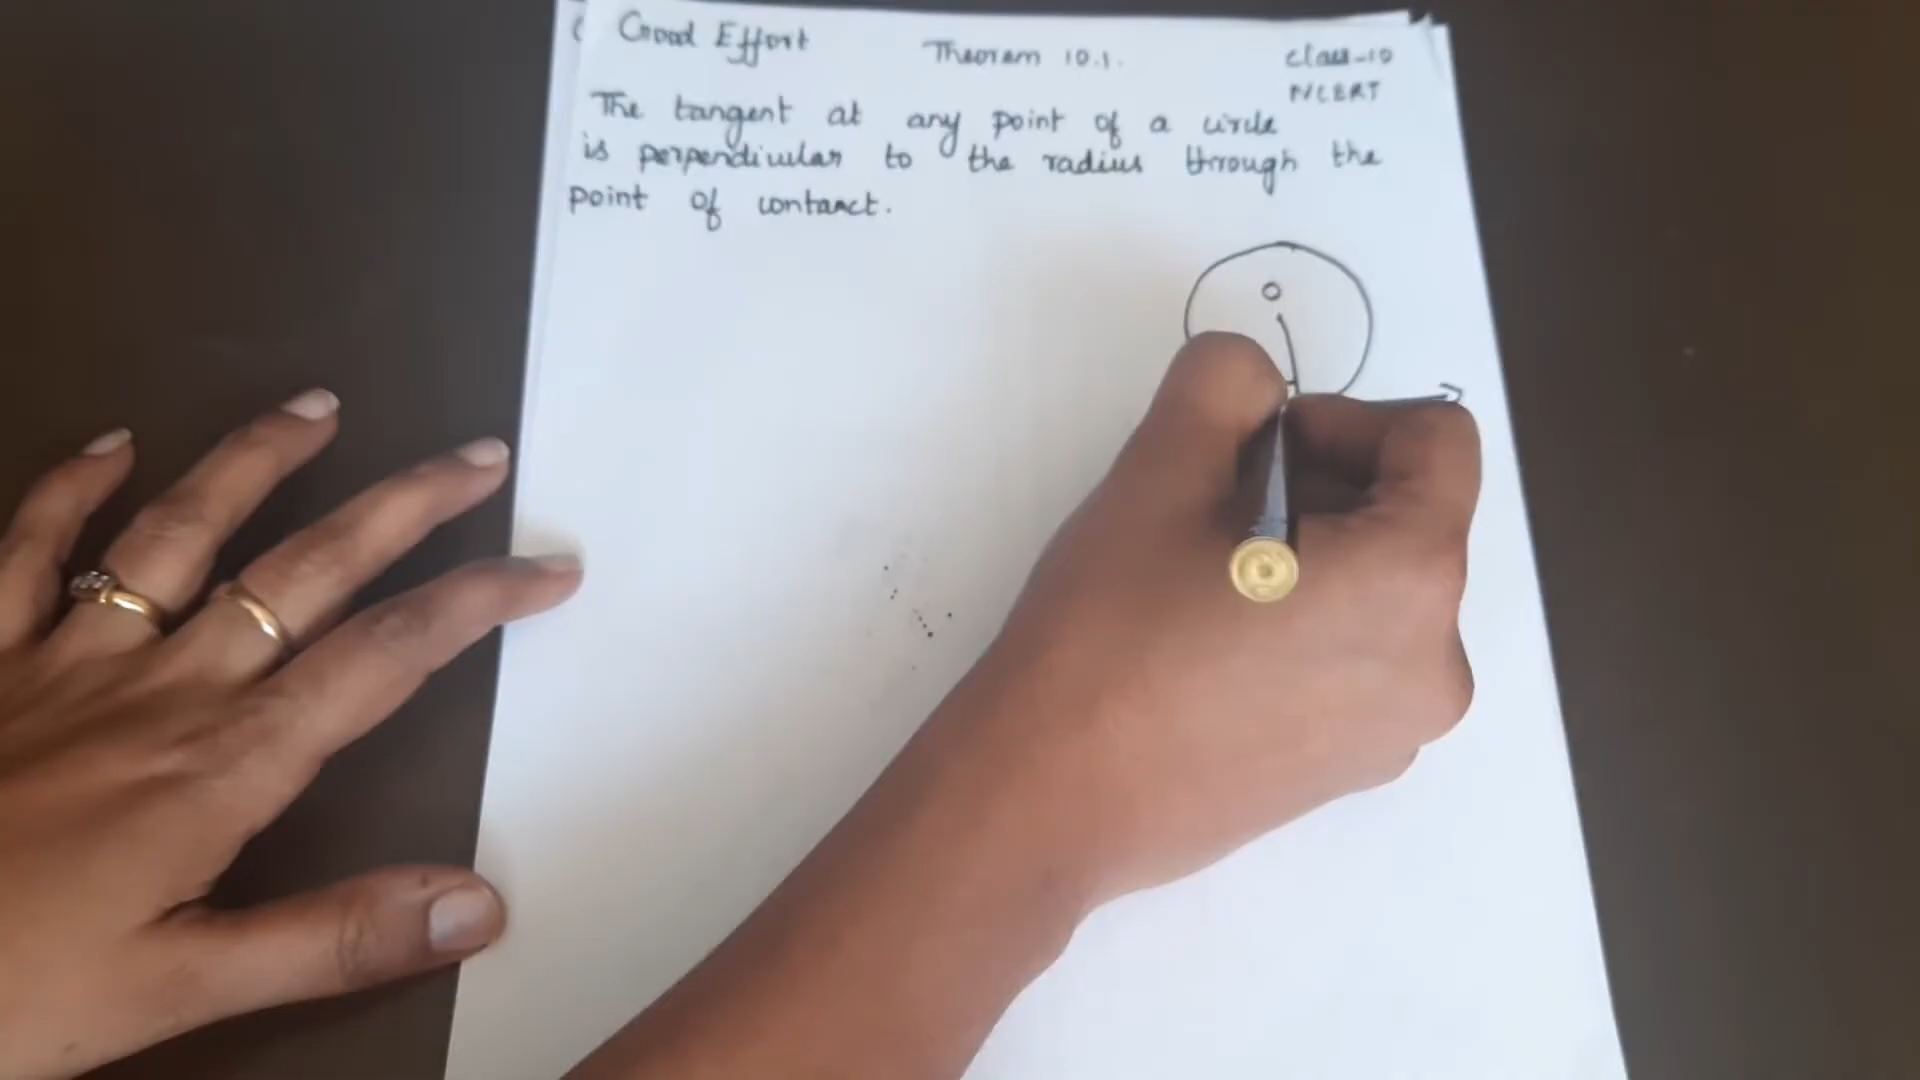 Good Effort
Theorem 10.1.
class-10
NCERT
The tangent at any point of a circle
is perpendicular to the radius through the
point of contanct.
O